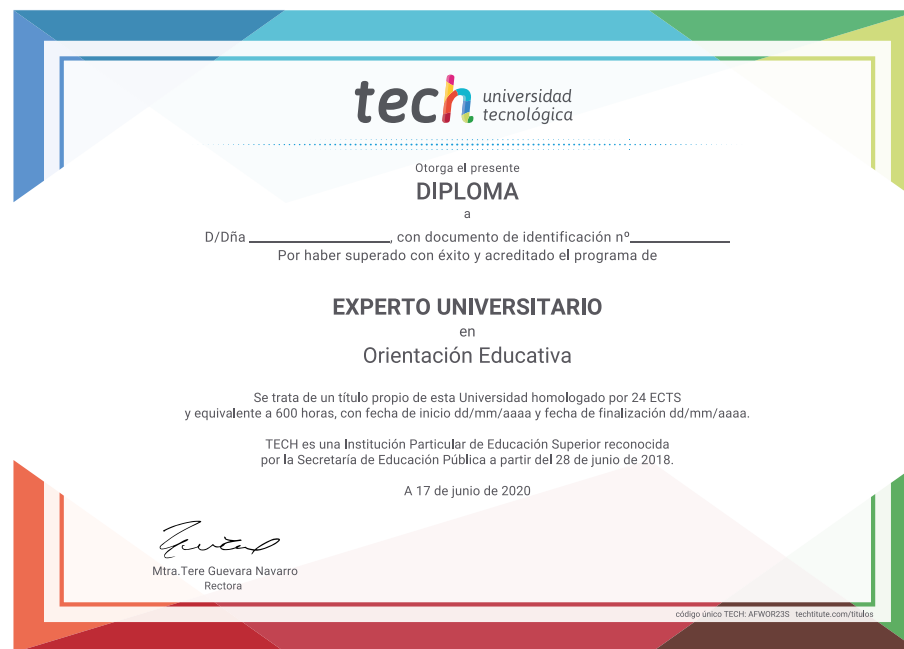 tech universidad
tecnológica
Otorga el presente
DIPLOMA
a
D/Dña ____________________, con documento de identificación nº______________
Por haber superado con éxito y acreditado el programa de
EXPERTO UNIVERSITARIO
en
Orientación Educativa
Se trata de un título propio de esta Universidad homologado por 24 ECTS
y equivalente a 600 horas, con fecha de inicio dd/mm/aaaa y fecha de finalización dd/mm/aaaa.
TECH es una Institución Particular de Educación Superior reconocida
por la Secretaría de Educación Pública a partir del 28 de junio de 2018.
A 17 de junio de 2020
Mtra.Tere Guevara Navarro
Rectora
código único TECH: AFWOR23S techtitute.com/titulos